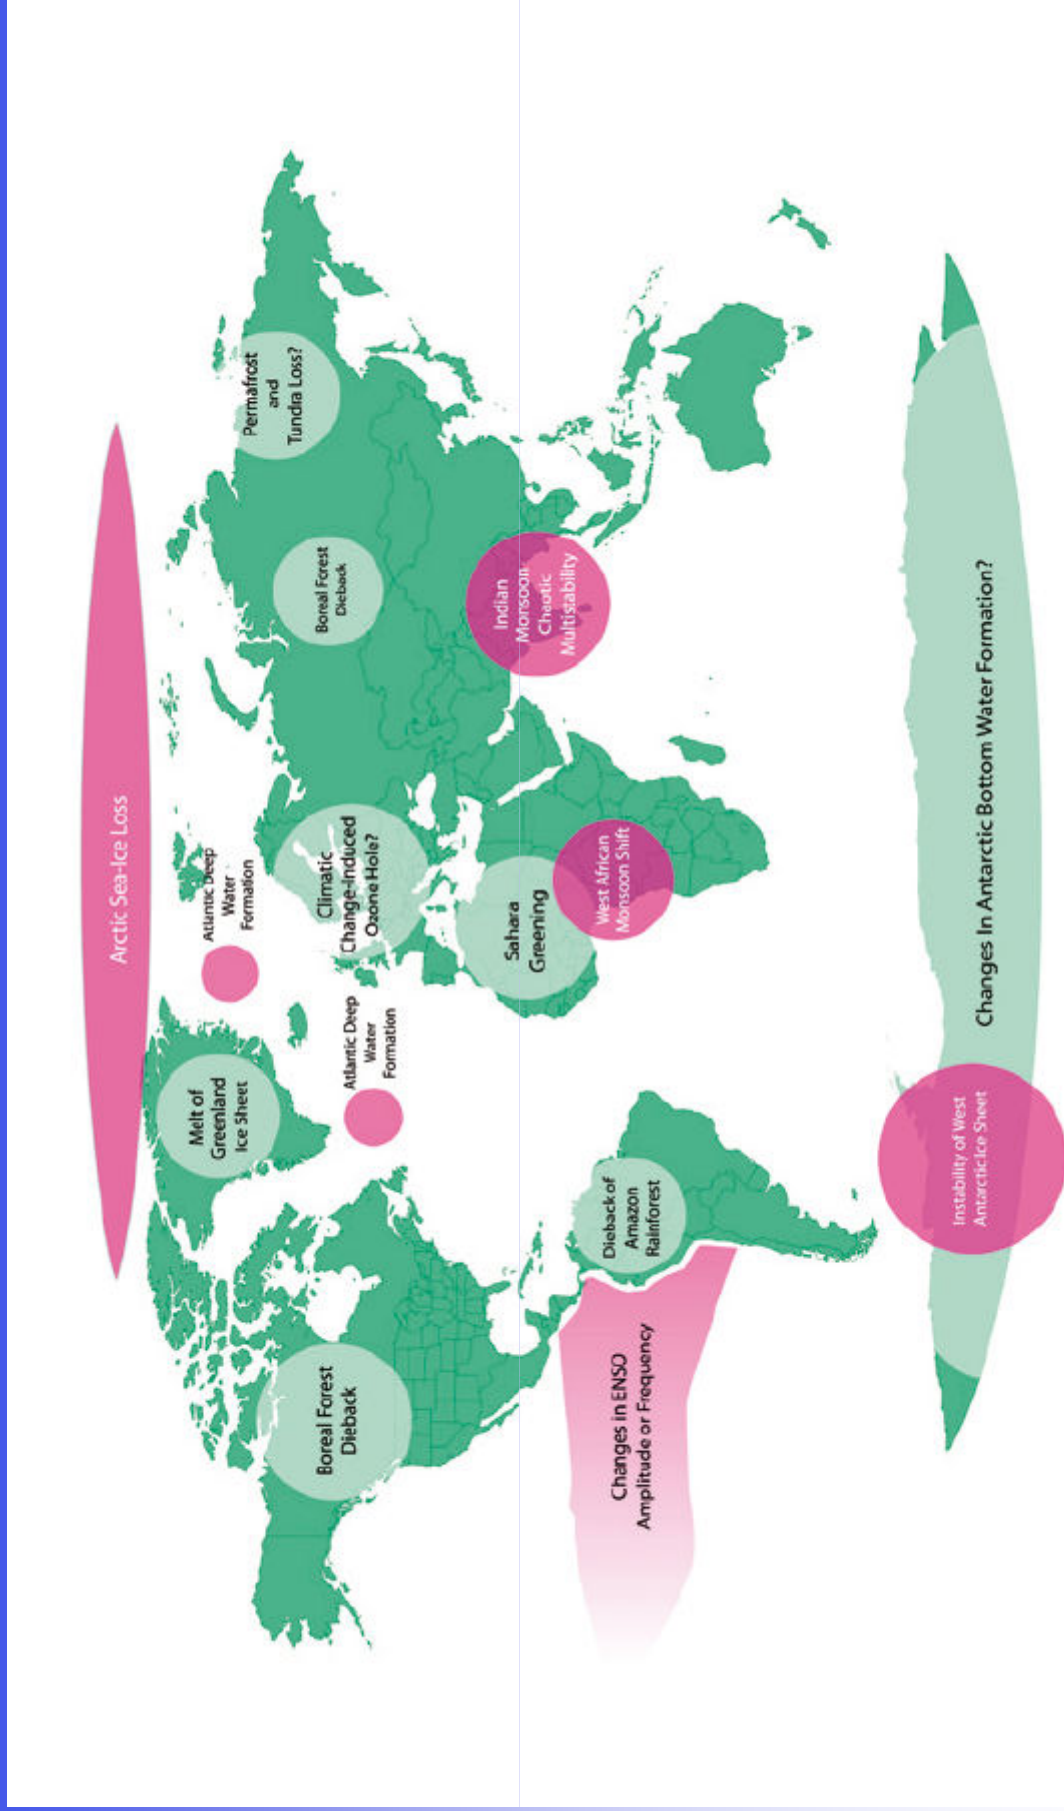 Arctic Sea-Ice Loss
Atlantic Deep
Water
Formation
Melt of
Greenland
Ice Sheet
Permafrost
and
Tundra Loss?
Boreal Forest
Dieback
Boreal Forest
Dieback
Climatic
Change-Induced
Ozone Hole?
Atlantic Deep
Water
Formation
Sahara
Greening
Indian
Monsoon
Chaotic
Multistability
West African
Monsoon Shift
Dieback of
Amazon
Rainforest
Changes in ENSO
Amplitude or Frequency
Changes In Antarctic Bottom Water Formation?
Instability of West
Antarctic Ice Sheet